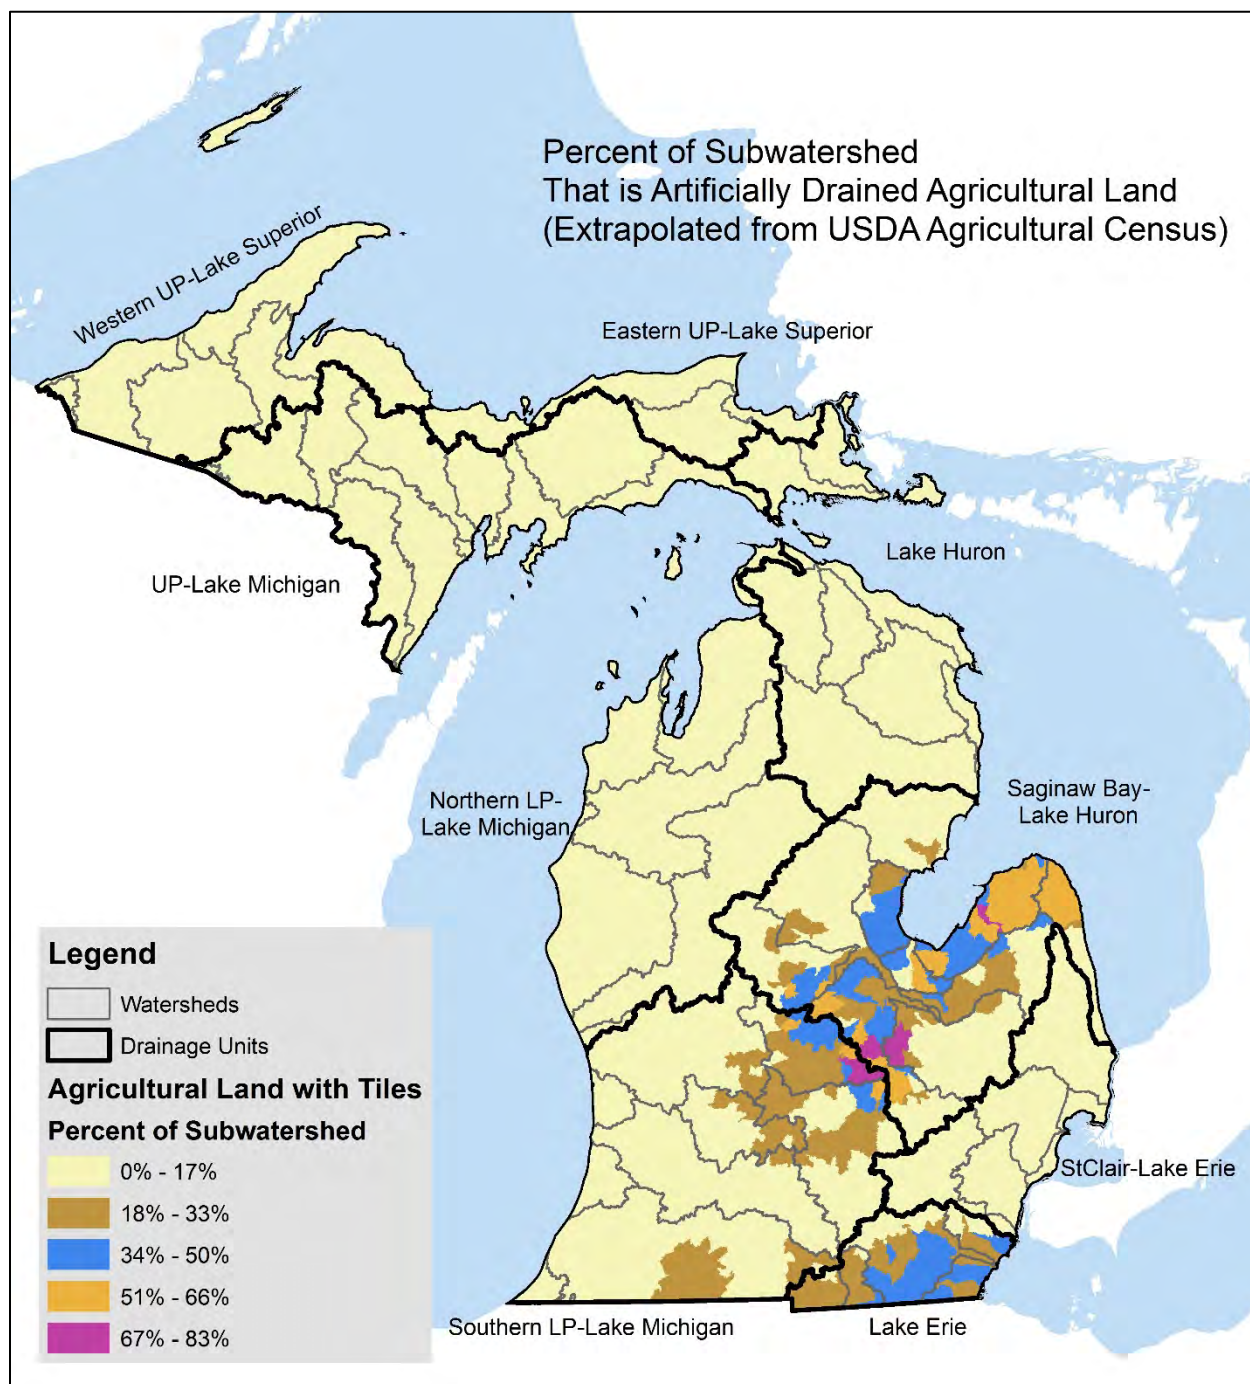 Percent of Subwatershed
That is Artificially Drained Agricultural Land
(Extrapolated from USDA Agricultural Census)
Western UP-Lake Superior
Eastern UP-Lake Superior
UP-Lake Michigan
Lake Huron
Northern LP-
Lake Michigan
Saginaw Bay-
Lake Huron
StClair-Lake Erie
Southern LP-Lake Michigan
Lake Erie
Legend
Watersheds
Drainage Units
Agricultural Land with Tiles
Percent of Subwatershed
0% - 17%
18% - 33%
34% - 50%
51% - 66%
67% - 83%